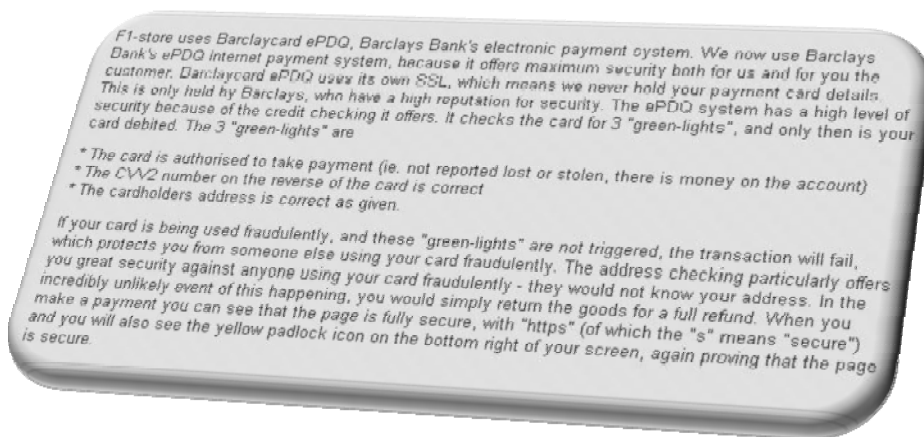 F1-store uses Barclaycard ePDQ, Barclays Bank's electronic payment system. We now use Barclays
Bank's ePDQ internet payment system, because it offers maximum security both for us and for you the
customer. Barclaycard ePDQ uses its own SSL, which means we never hold your payment card details.
This is only held by Barclays, who have a high reputation for security. The ePDQ system has a high level of
security because of the credit checking it offers. It checks the card for 3 "green-lights", and only then is your
card debited. The 3 "green-lights" are
* The card is authorised to take payment (ie. not reported lost or stolen, there is money on the account)
* The CVV2 number on the reverse of the card is correct
* The cardholders address is correct as given.
If your card is being used fraudulently, and these "green-lights" are not triggered, the transaction will fail,
which protects you from someone else using your card fraudulently. The address checking particularly offers
you great security against anyone using your card fraudulently - they would not know your address. In the
incredibly unlikely event of this happening, you would simply return the goods for a full refund. When you
make a payment you can see that the page is fully secure, with "https" (of which the "s" means "secure")
and you will also see the yellow padlock icon on the bottom right of your screen, again proving that the page
is secure.